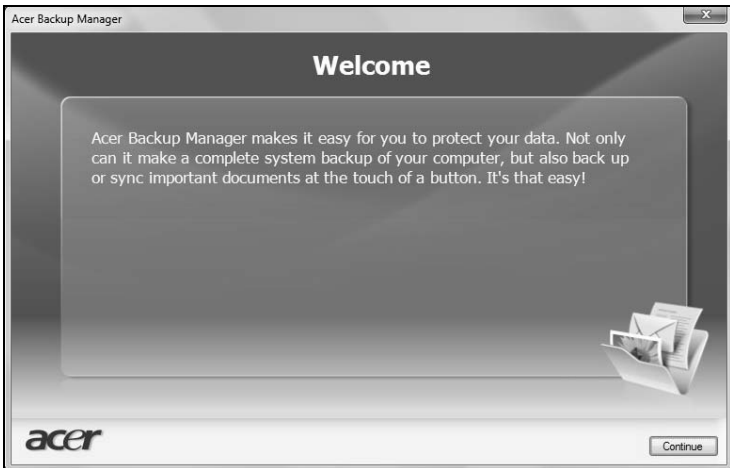 Acer Backup Manager
x
Welcome
Acer Backup Manager makes it easy for you to protect your data. Not only
can it make a complete system backup of your computer, but also back up
or sync important documents at the touch of a button. It's that easy!
acer
Continue